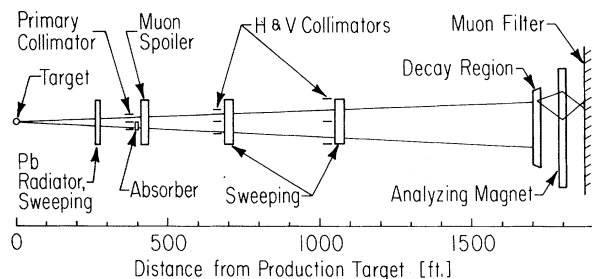 Primary
Collimator
Muon
Spoiler
H & V Collimators
Muon Filter
Target
Decay Region
Pb
Radiator,
Sweeping
Absorber
Sweeping
Analyzing Magnet
0
500
1000
1500
Distance from Production Target [ft.]